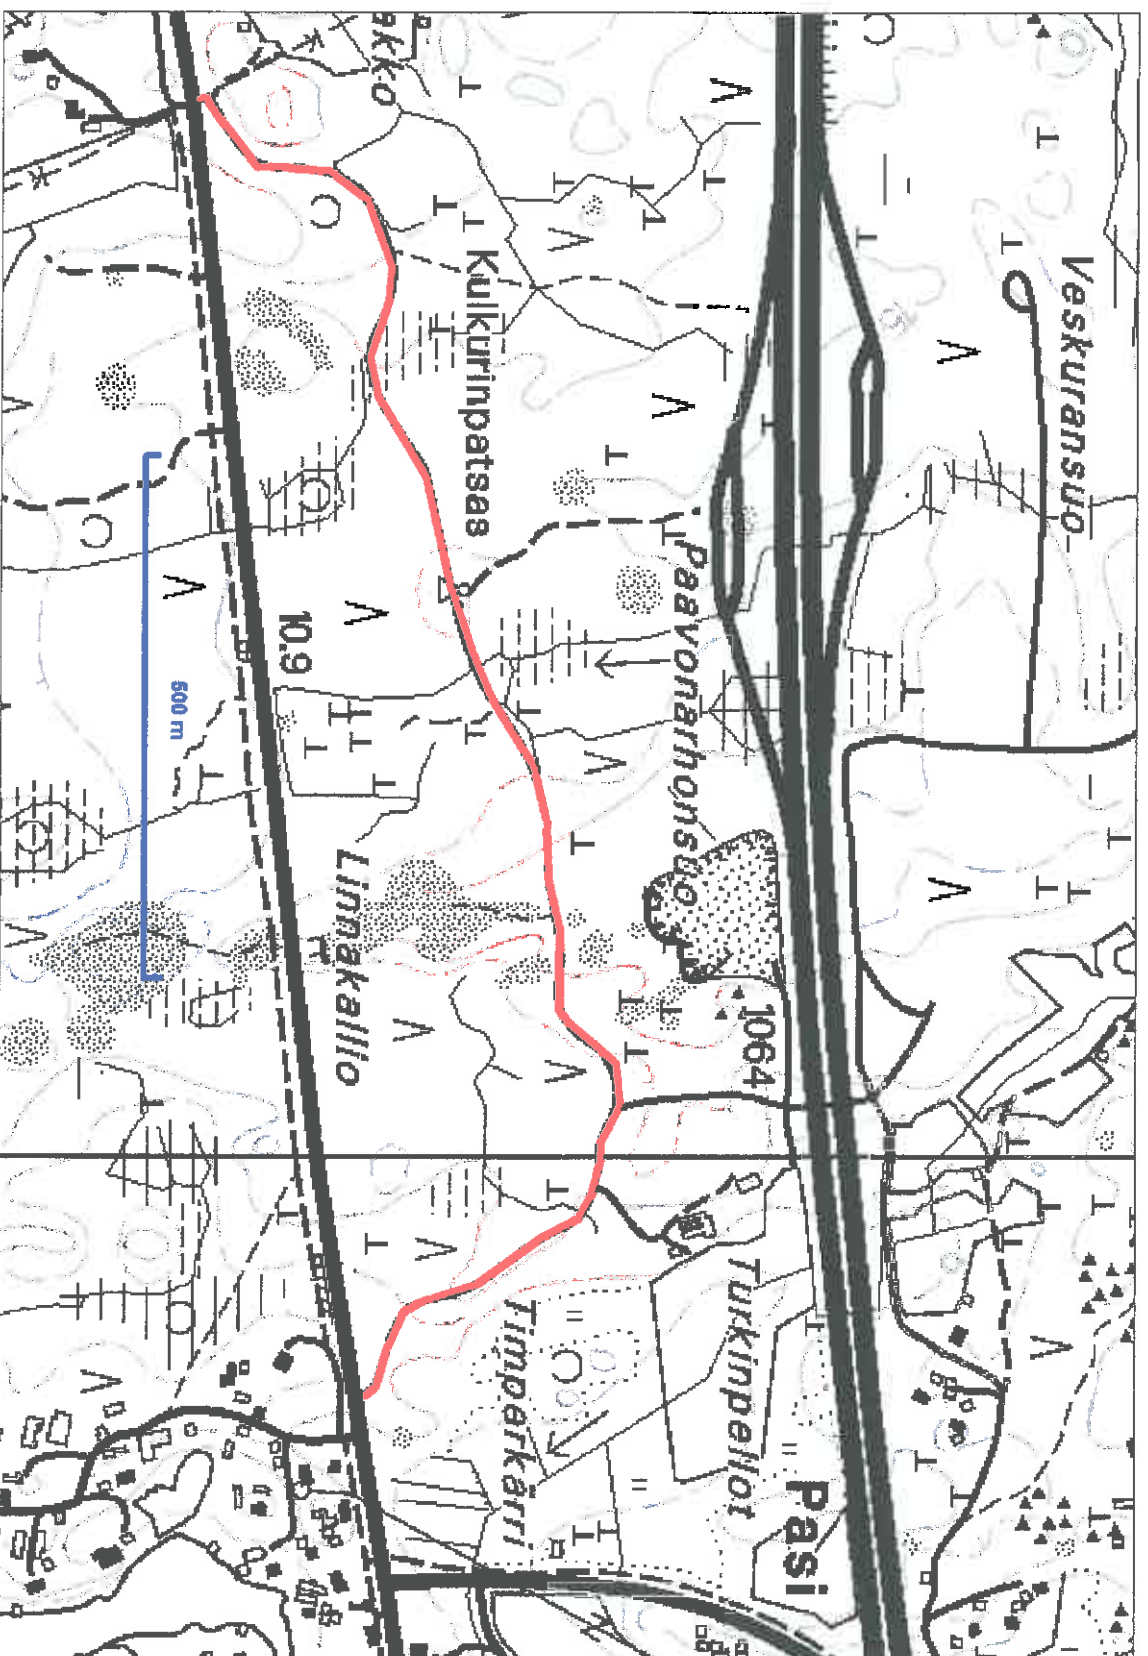 Veskuransuo
Kulkurinpatsas
Paavonarhonsuo
10.9
500 m
Linnakallio
1064
Turkinpellot
Timperkärri
Pasi